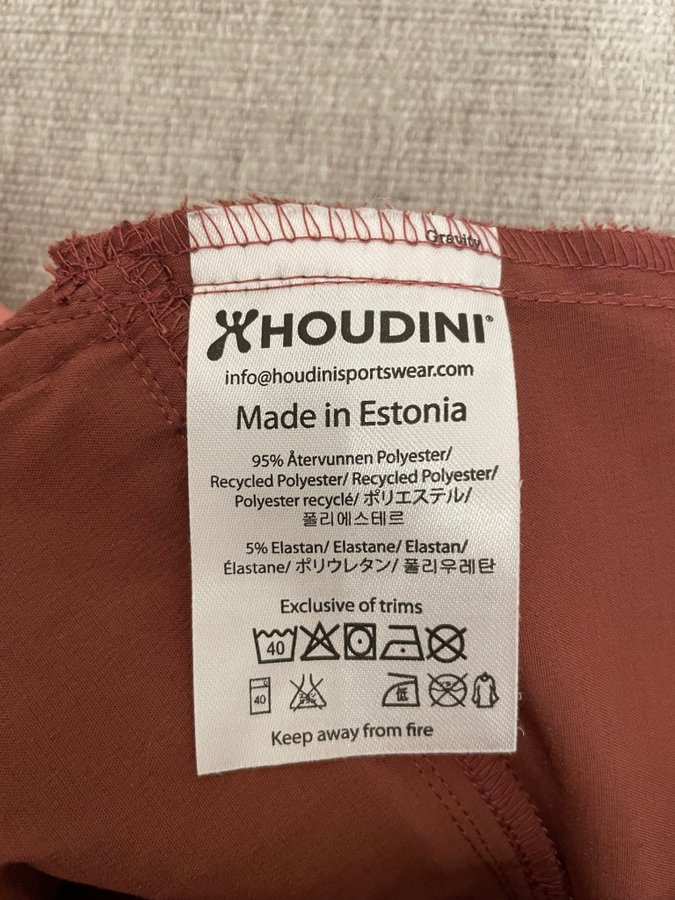 Gravity
HOUDINI®
info@houdinisportswear.com
Made in Estonia
95% Återvunnen Polyester/
Recycled Polyester/ Recycled Polyester/
Polyester recyclé/ ポリエステル/
폴리에스테르
5% Elastan/ Elastane/ Elastan/
Élastane/ ポリウレタン/ 폴리우레탄
Exclusive of trims
40
40 低
Keep away from fire